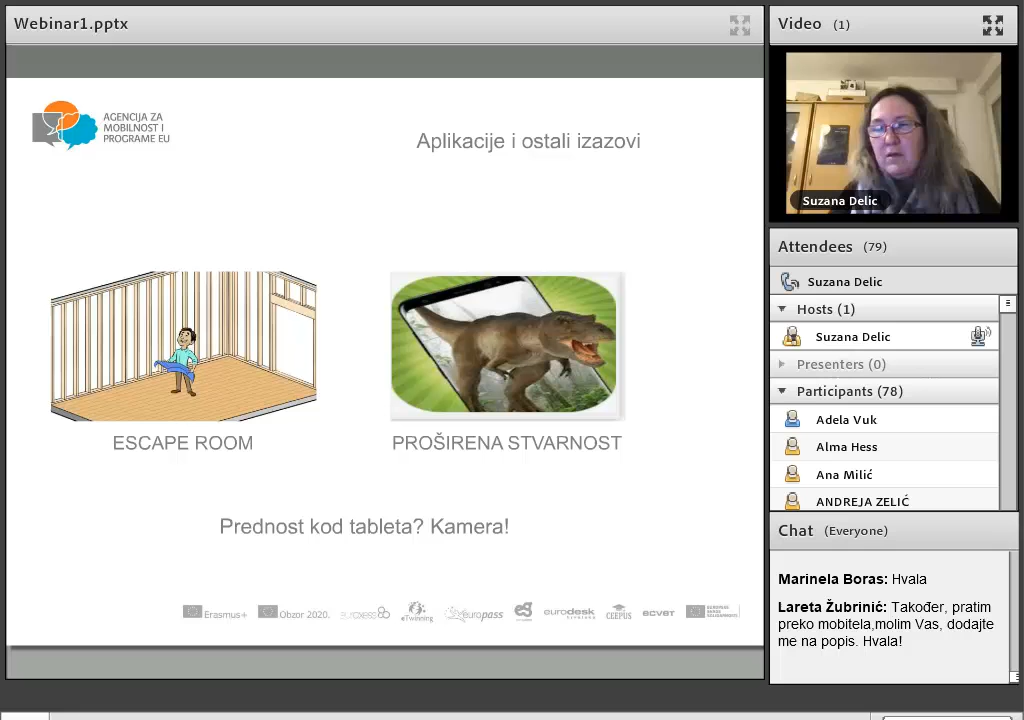 Webinar1.pptx
AGENCIJA ZA
MOBILNOST I
PROGRAME EU
Aplikacije i ostali izazovi
ESCAPE ROOM
PROŠIRENA STVARNOST
Prednost kod tableta? Kamera!
Erasmus+
Obzor 2020.
euraxess
eTwinning
europass
eurodesk
CEEPUS
ECVET
Video (1)
Suzana Delic
Attendees (79)
Suzana Delic
Hosts (1)
Suzana Delic
Presenters (0)
Participants (78)
Adela Vuk
Alma Hess
Ana Milić
ANDREJA ZELIĆ
Chat (Everyone)
Marinela Boras: Hvala
Lareta Žubrinić: Također, pratim
preko mobitela,molim Vas, dodajte
me na popis. Hvala!